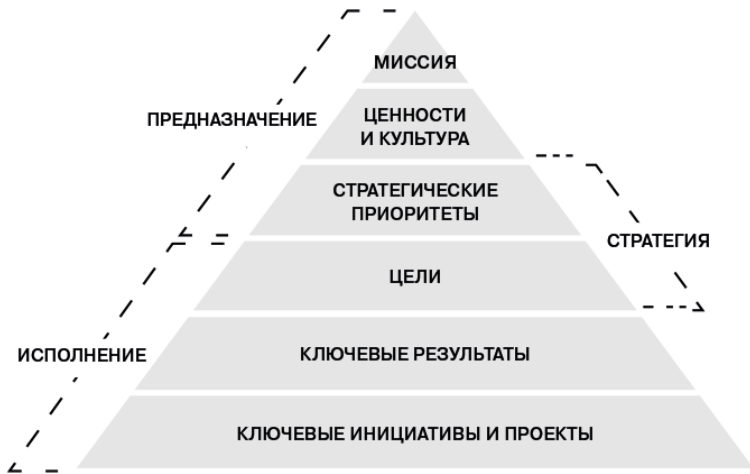 МИССИЯ
ПРЕДНАЗНАЧЕНИЕ
ЦЕННОСТИ
И КУЛЬТУРА
СТРАТЕГИЧЕСКИЕ
ПРИОРИТЕТЫ
СТРАТЕГИЯ
ЦЕЛИ
ИСПОЛНЕНИЕ
КЛЮЧЕВЫЕ РЕЗУЛЬТАТЫ
КЛЮЧЕВЫЕ ИНИЦИАТИВЫ И ПРОЕКТЫ